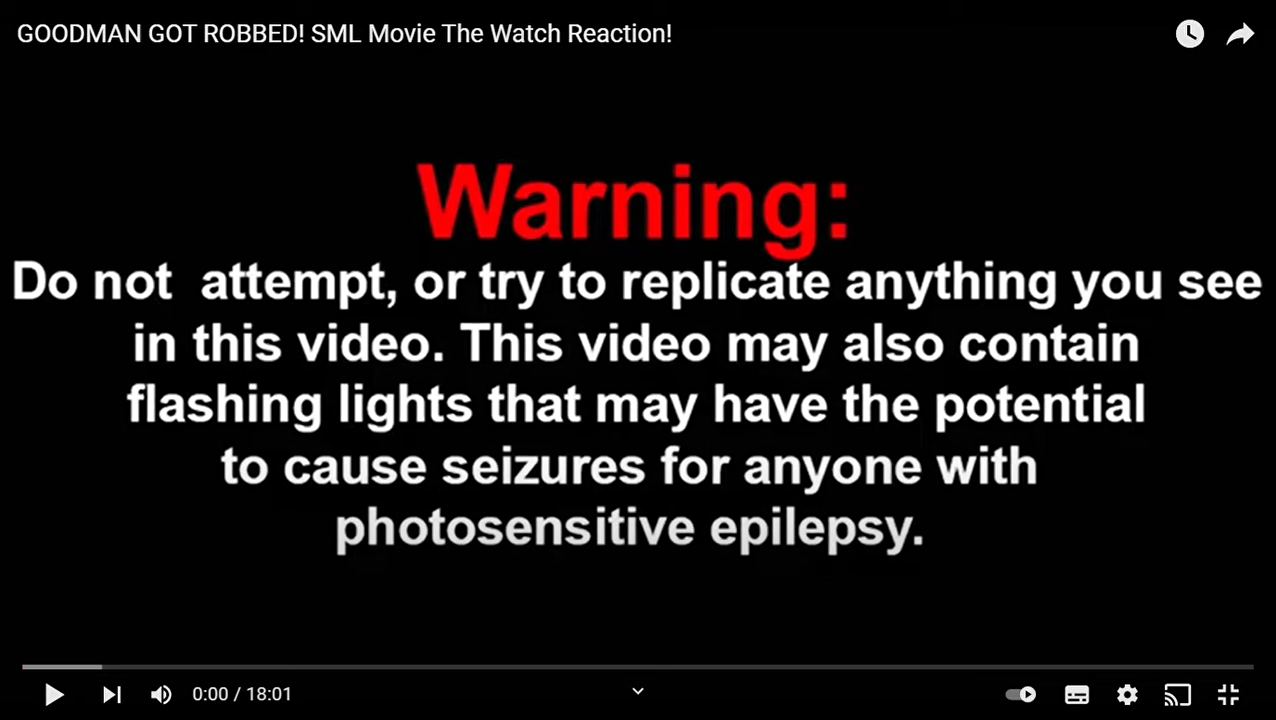 GOODMAN GOT ROBBED! SML Movie The Watch Reaction!
Warning:
Do not attempt, or try to replicate anything you see
in this video. This video may also contain
flashing lights that may have the potential
to cause seizures for anyone with
photosensitive epilepsy.
0:00 / 18:01